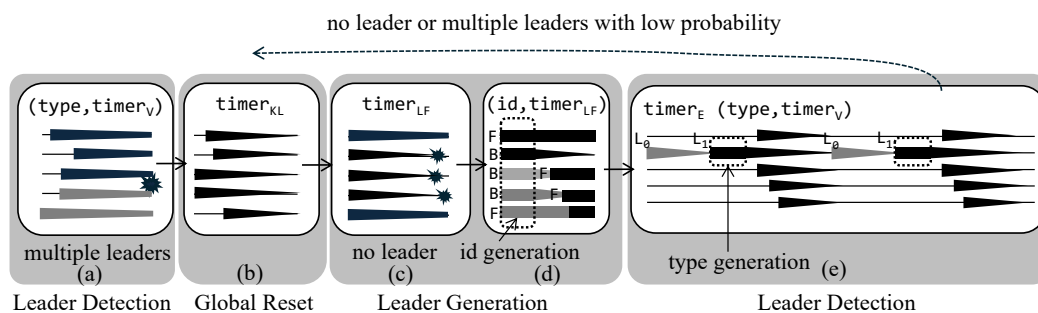 no leader or multiple leaders with low probability
(type,timerV)
timerKL
timerLF
(id,timerLF)
timerE (type,timerV)
F
B
B
B
F
F
F
L0
L1
L0
L1
multiple leaders
no leader
id generation
type generation
(a)
(b)
(c)
(d)
(e)
Leader Detection
Global Reset
Leader Generation
Leader Detection